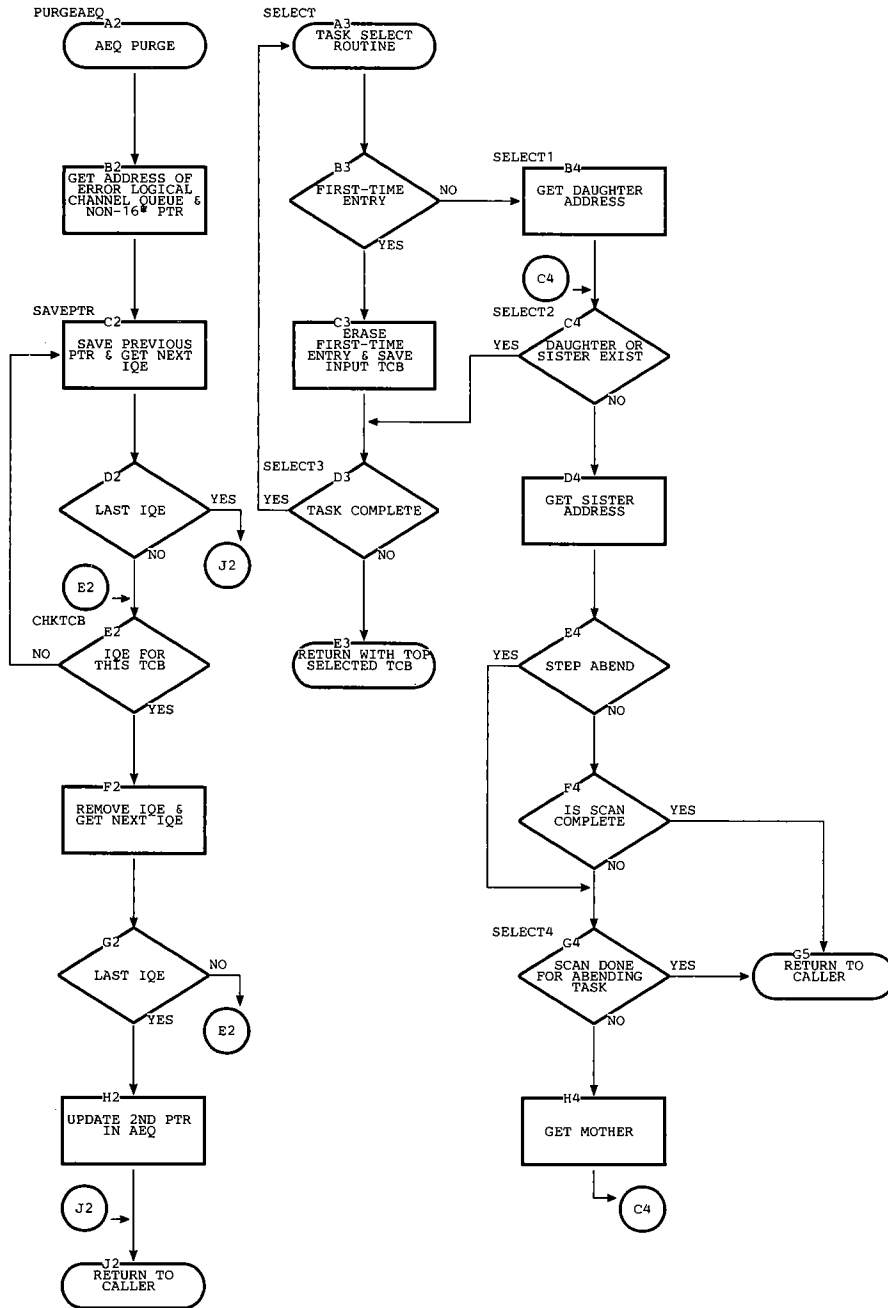 PURGEAEQ
A2
AEQ PURGE
B2
GET ADDRESS OF
ERROR LOGICAL
CHANNEL QUEUE &
NON-16* PTR
SAVEPTR
C2
SAVE PREVIOUS
PTR & GET NEXT
IQE
D2
LAST IQE
YES
NO
J2
E2
CHKTCB
E2
IQE FOR
THIS TCB
NO
YES
F2
REMOVE IQE &
GET NEXT IQE
G2
LAST IQE
NO
YES
E2
H2
UPDATE 2ND PTR
IN AEQ
J2
J2
RETURN TO
CALLER
SELECT
A3
TASK SELECT
ROUTINE
B3
FIRST-TIME
ENTRY
NO
YES
C3
ERASE
FIRST-TIME
ENTRY & SAVE
INPUT TCB
SELECT3
D3
TASK COMPLETE
YES
NO
E3
RETURN WITH TOP
SELECTED TCB
SELECT1
B4
GET DAUGHTER
ADDRESS
C4
SELECT2
C4
DAUGHTER OR
SISTER EXIST
YES
NO
D4
GET SISTER
ADDRESS
E4
STEP ABEND
YES
NO
F4
IS SCAN
COMPLETE
YES
NO
SELECT4
G4
SCAN DONE
FOR ABENDING
TASK
YES
NO
G5
RETURN TO
CALLER
H4
GET MOTHER
C4